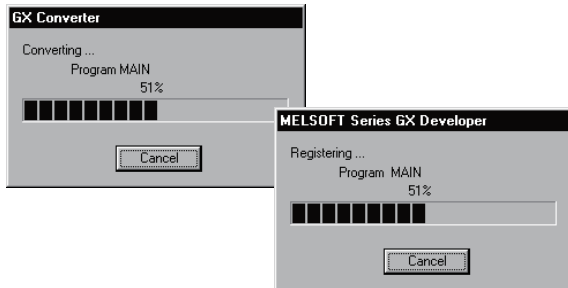 GX Converter
Converting ...
Program MAIN
51%
Cancel
MELSOFT Series GX Developer
Registering ...
Program MAIN
51%
Cancel